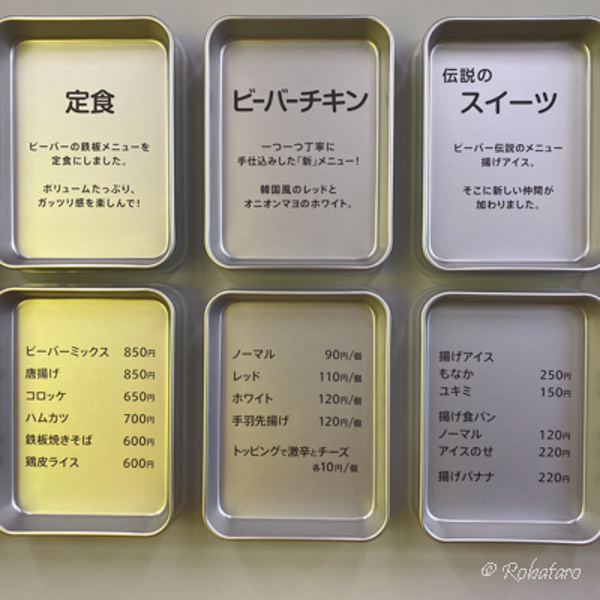 定食
ビーバーの鉄板メニューを
定食にしました。
ボリュームたっぷり、
ガッツリ感を楽しんで!
ビーバーチキン
一つ一つ丁寧に
手仕込みした「新」メニュー!
韓国風のレッドと
オニオンマヨのホワイト。
伝説の
スイーツ
ビーバー伝説のメニュー
揚げアイス。
そこに新しい仲間が
加わりました。
ビーバーミックス 850円
唐揚げ 850円
コロッケ 650円
ハムカツ 700円
鉄板焼きそば 600円
鶏皮ライス 600円
ノーマル 90円/個
レッド 110円/個
ホワイト 120円/個
手羽先揚げ 120円/個
トッピングで激辛とチーズ
各10円/個
揚げアイス
もなか 250円
ユキミ 150円
揚げ食パン
ノーマル 120円
アイスのせ 220円
揚げバナナ 220円
© Robataro